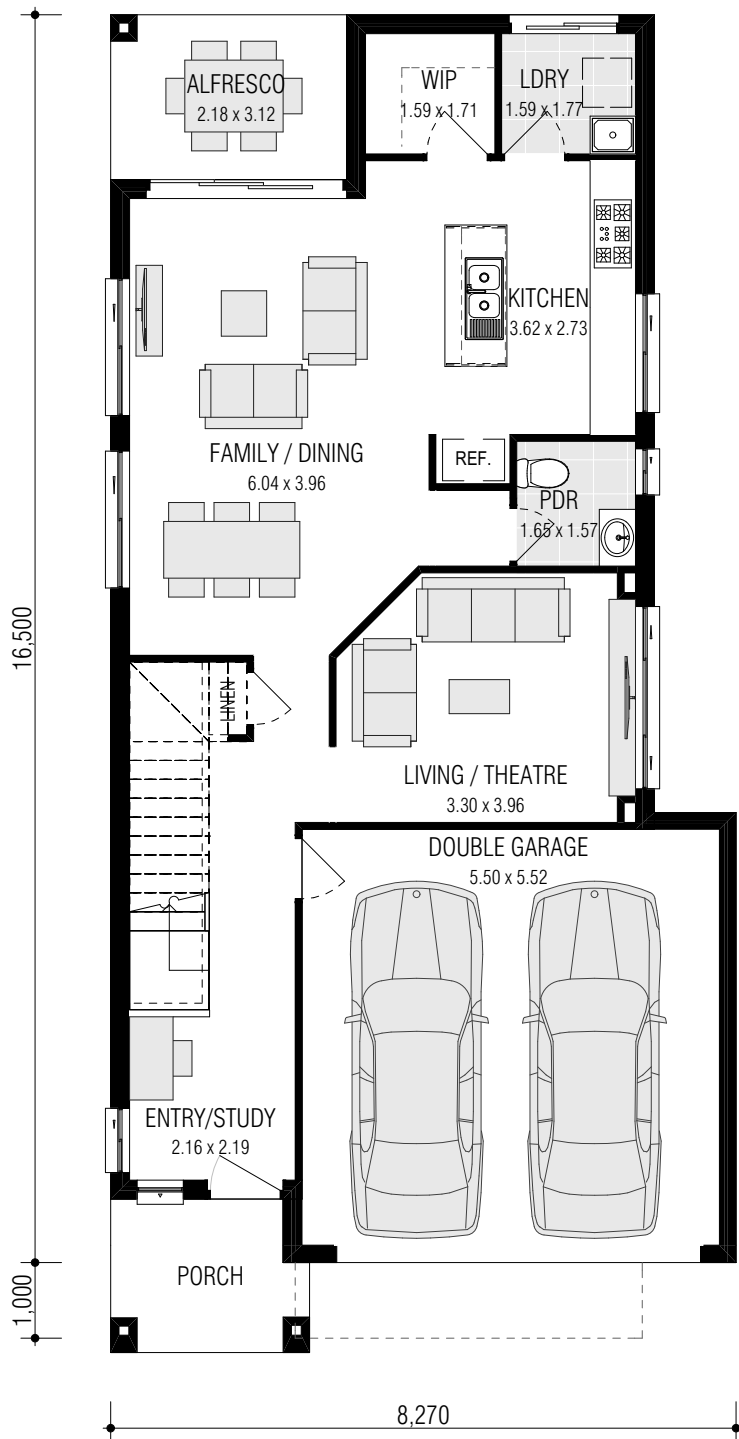 ALFRESCO
2.18 x 3.12
WIP
1.59 x 1.71
LDRY
1.59 x 1.77
KITCHEN
3.62 x 2.73
FAMILY / DINING
6.04 x 3.96
REF.
PDR
1.65 x 1.57
16,500
LINEN
LIVING / THEATRE
3.30 x 3.96
DOUBLE GARAGE
5.50 x 5.52
ENTRY/STUDY
2.16 x 2.19
PORCH
1,000
8,270